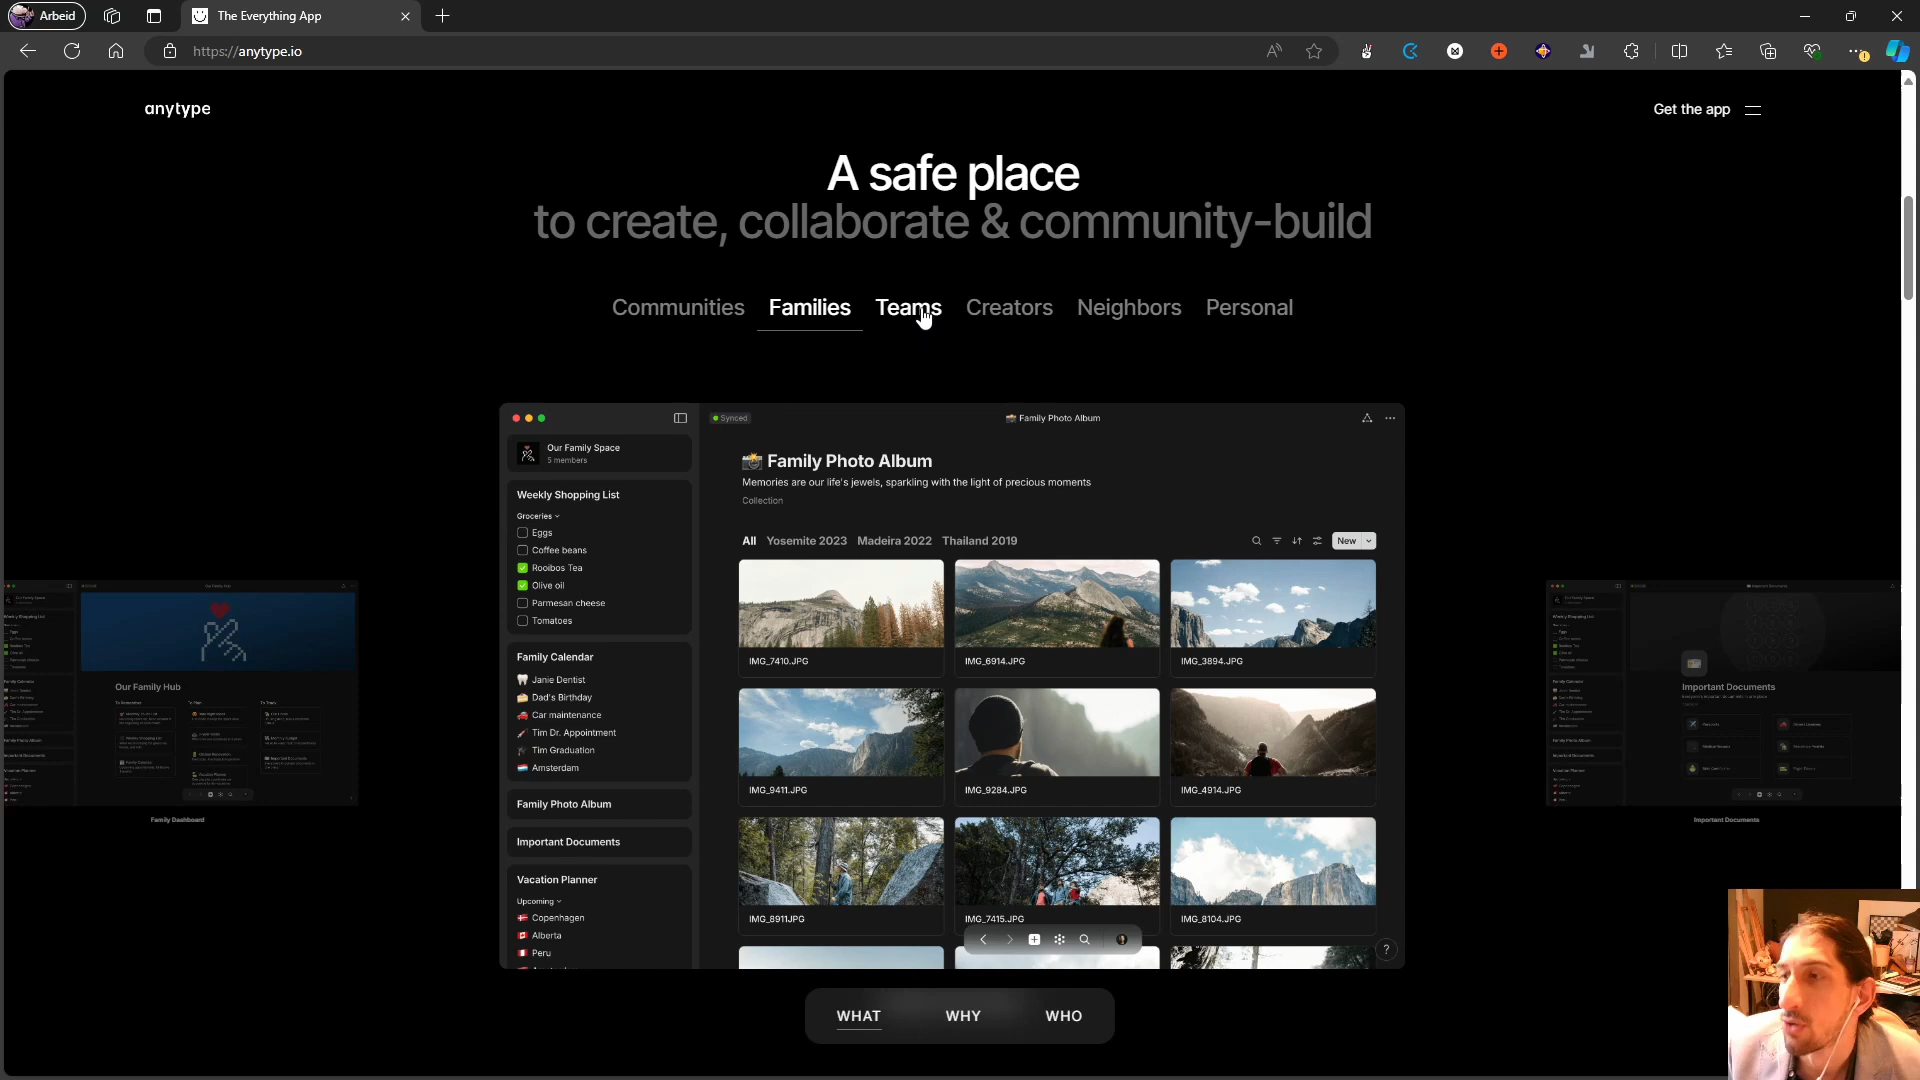 Arbeid
The Everything App
https://anytype.io
anytype
Get the app
A safe place
to create, collaborate & community-build
Communities Families Teams Creators Neighbors Personal
Synced
📸 Family Photo Album
Our Family Space
5 members
Weekly Shopping List
Groceries
Eggs
Coffee beans
Rooibos Tea
Olive oil
Parmesan cheese
Tomatoes
Family Calendar
Janie Dentist
Dad's Birthday
Car maintenance
Tim Dr. Appointment
Tim Graduation
Amsterdam
Family Photo Album
Important Documents
Vacation Planner
Upcoming
Copenhagen
Alberta
Peru
📸 Family Photo Album
Memories are our life's jewels, sparkling with the light of precious moments
Collection
All Yosemite 2023 Madeira 2022 Thailand 2019
New
IMG_7410.JPG
IMG_6914.JPG
IMG_3894.JPG
IMG_9411.JPG
IMG_9284.JPG
IMG_4914.JPG
IMG_8911JPG
IMG_7415.JPG
IMG_8104.JPG
?
Our Family Hub
Family Dashboard
Important Documents
Important Documents
WHAT WHY WHO